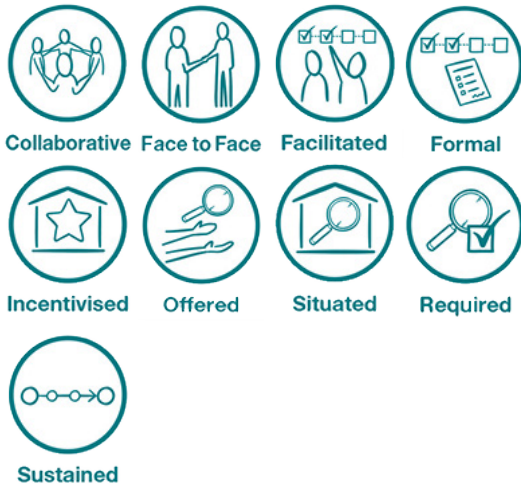 Collaborative Face to Face Facilitated Formal
Incentivised Offered Situated Required
Sustained